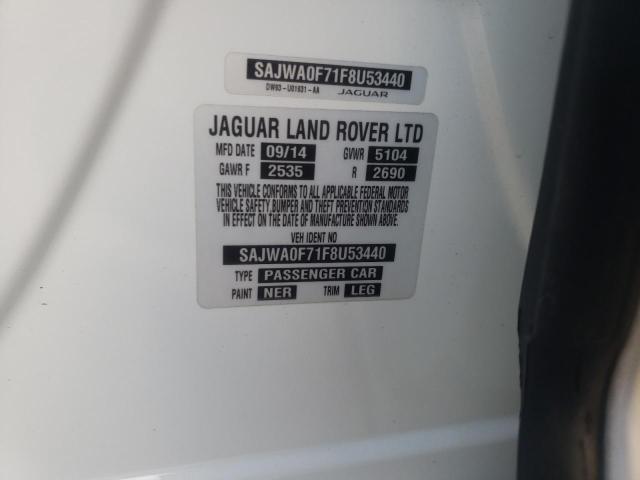 SAJWA0F71F8U53440
DW93-U01831-AA JAGUAR
JAGUAR LAND ROVER LTD
MFD DATE 09/14 GVWR 5104
GAWR F 2535 R 2690
THIS VEHICLE CONFORMS TO ALL APPLICABLE FEDERAL MOTOR
VEHICLE SAFETY,BUMPER AND THEFT PREVENTION STANDARDS
IN EFFECT ON THE DATE OF MANUFACTURE SHOWN ABOVE.
VEH IDENT NO
SAJWA0F71F8U53440
TYPE PASSENGER CAR
PAINT NER TRIM LEG